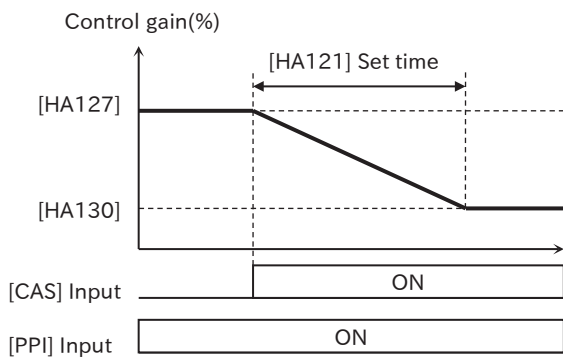 Control gain(%)
[HA121] Set time
[HA127]
[HA130]
[CAS] Input
ON
[PPI] Input
ON